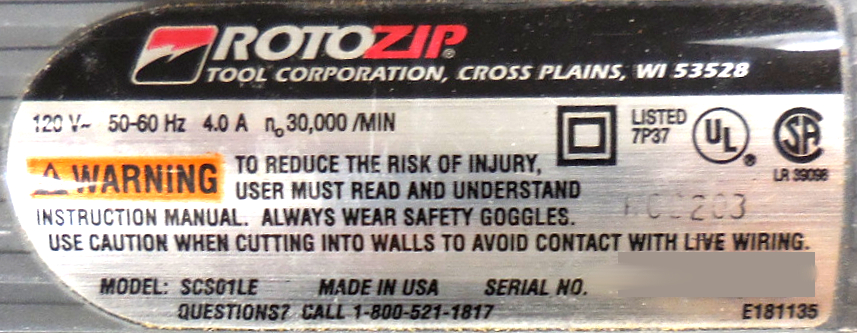 ROTOZIP®
TOOL CORPORATION, CROSS PLAINS, WI 53528
120 V~ 50-60 Hz 4.0 A n₀ 30,000 /MIN
LISTED
7P37
UL®
SA
LR 39098
⚠ WARNING TO REDUCE THE RISK OF INJURY,
USER MUST READ AND UNDERSTAND
INSTRUCTION MANUAL. ALWAYS WEAR SAFETY GOGGLES.
USE CAUTION WHEN CUTTING INTO WALLS TO AVOID CONTACT WITH LIVE WIRING.
MODEL: SCS01LE MADE IN USA SERIAL NO.
QUESTIONS? CALL 1-800-521-1817 E181135